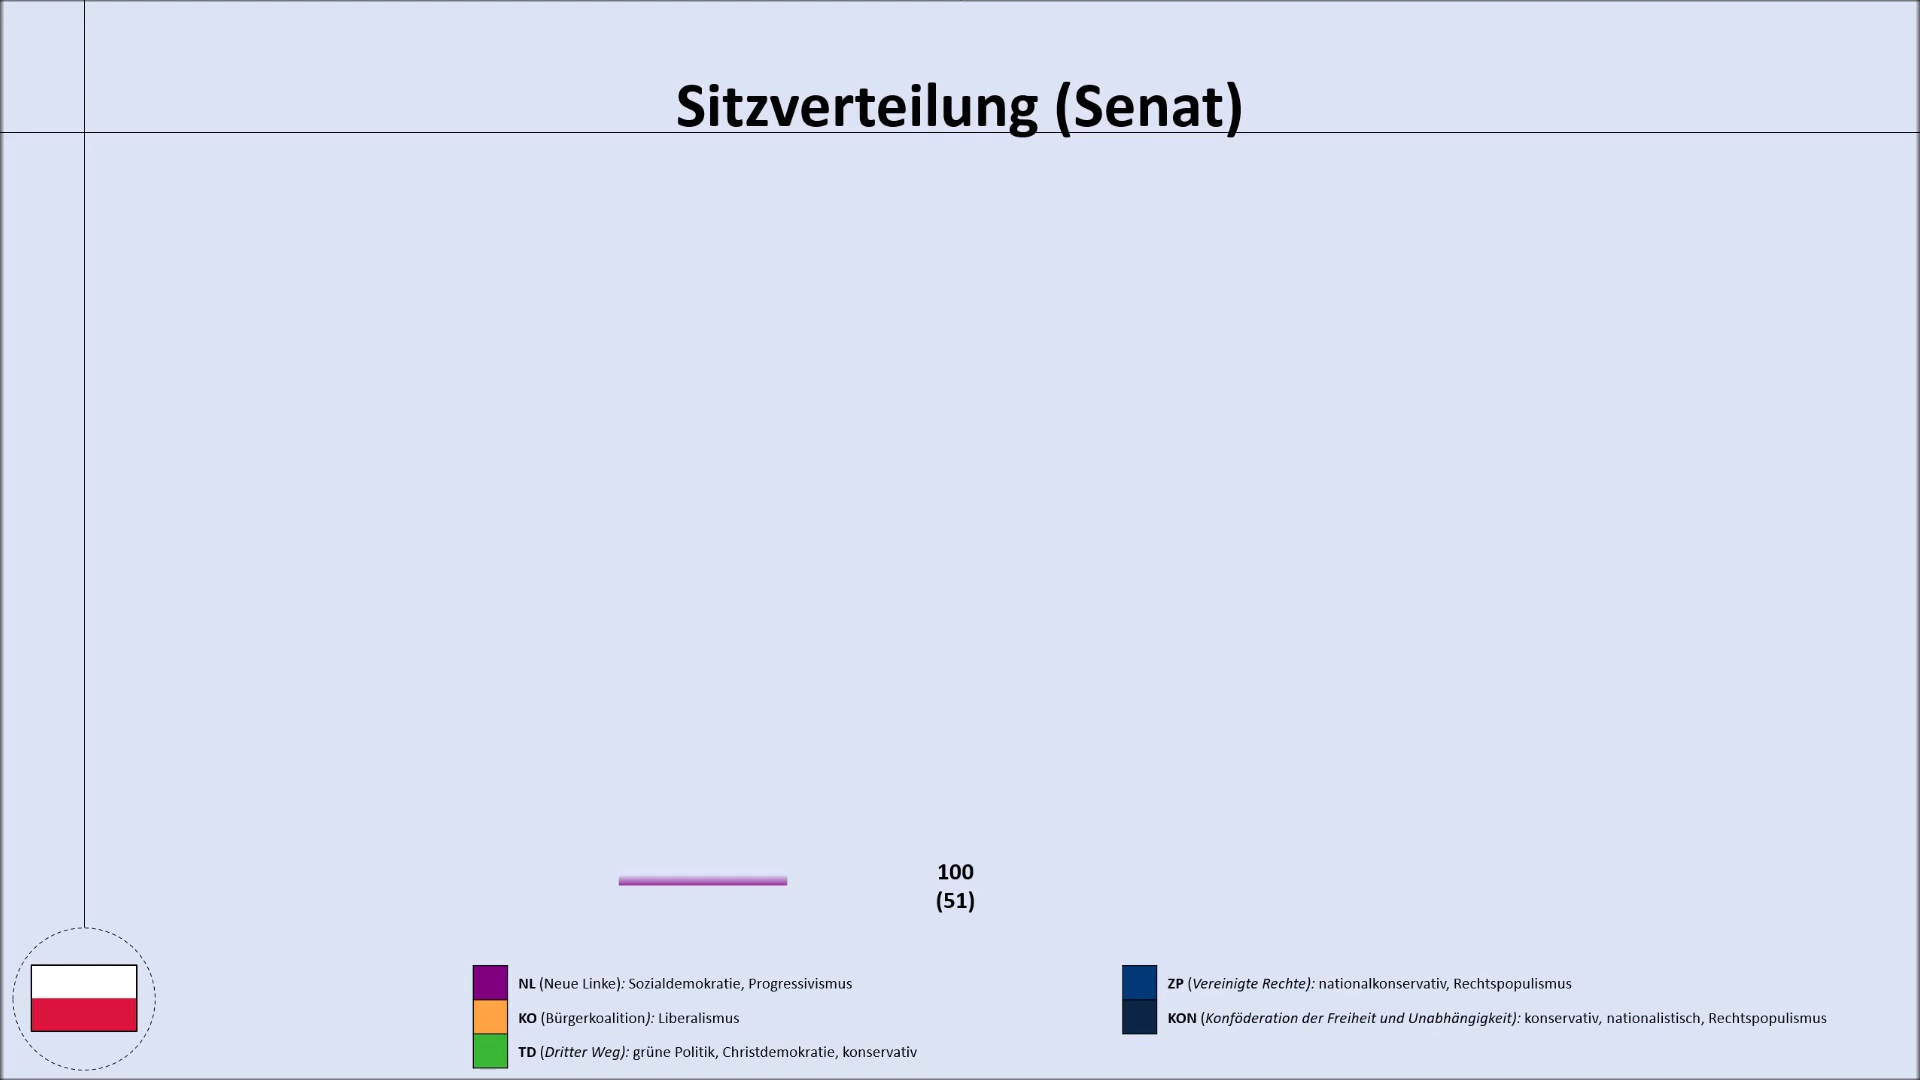 Sitzverteilung (Senat)
100
(51)
NL (Neue Linke): Sozialdemokratie, Progressivismus
KO (Bürgerkoalition): Liberalismus
TD (Dritter Weg): grüne Politik, Christdemokratie, konservativ
ZP (Vereinigte Rechte): nationalkonservativ, Rechtspopulismus
KON (Konföderation der Freiheit und Unabhängigkeit): konservativ, nationalistisch, Rechtspopulismus